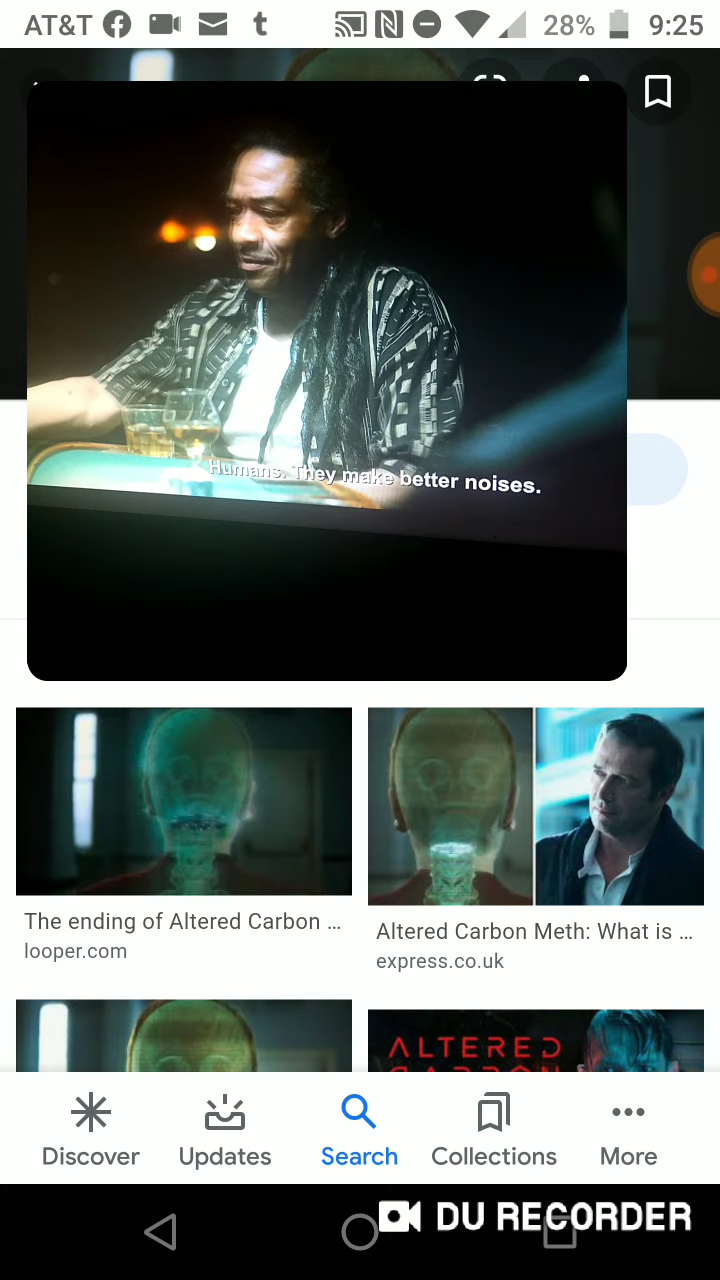 AT&T 28% 9:25
Humans. They make better noises.
The ending of Altered Carbon ...
looper.com
Altered Carbon Meth: What is ...
express.co.uk
ALTERED
CARBON
Discover Updates Search Collections More
DU RECORDER